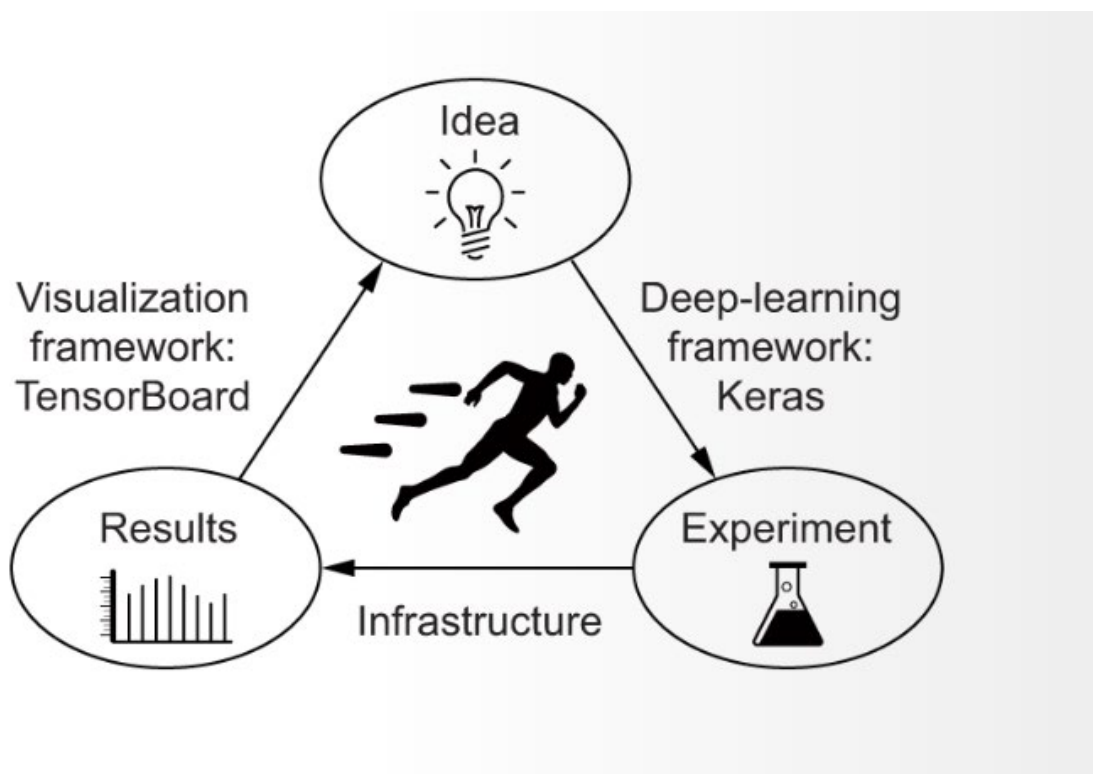 Idea
Visualization
framework:
TensorBoard
Deep-learning
framework:
Keras
Results
Experiment
Infrastructure